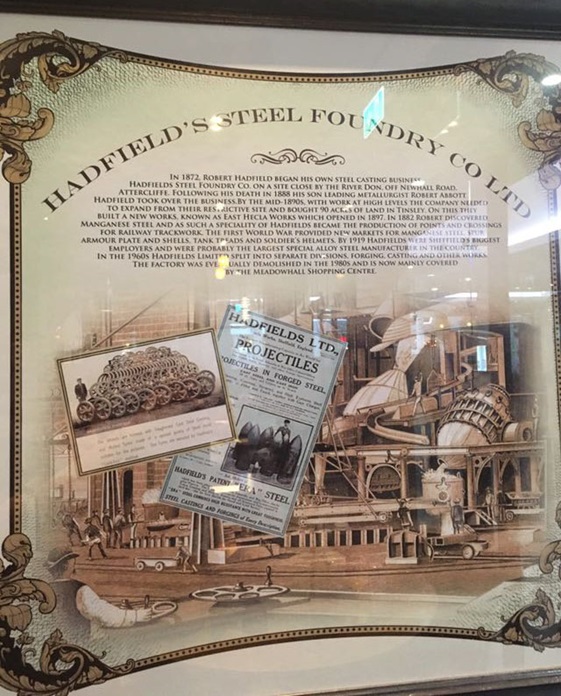 HADFIELD'S STEEL FOUNDRY CO LTD
IN 1872, ROBERT HADFIELD BEGAN HIS OWN STEEL CASTING BUSINESS,
HADFIELDS STEEL FOUNDRY CO. ON A SITE CLOSE BY THE RIVER DON, OFF NEWHALL ROAD,
ATTERCLIFFE. FOLLOWING HIS DEATH IN 1888 HIS SON LEADING METALLURGIST ROBERT ABBOTT
HADFIELD TOOK OVER THE BUSINESS. BY THE MID-1890S, WITH WORK AT HIGH LEVELS THE COMPANY NEEDED
TO EXPAND FROM THEIR RESTRICTIVE SITE AND BOUGHT 90 ACRES OF LAND IN TINSLEY. ON THIS THEY
BUILT A NEW WORKS, KNOWN AS EAST HECLA WORKS WHICH OPENED IN 1897. IN 1882 ROBERT DISCOVERED
MANGANESE STEEL AND AS SUCH A SPECIALITY OF HADFIELDS BECAME THE PRODUCTION OF POINTS AND CROSSINGS
FOR RAILWAY TRACKWORK. THE FIRST WORLD WAR PROVIDED NEW MARKETS FOR MANGANESE STEEL
ARMOUR PLATE AND SHELLS, TANK TREADS AND SOLDIER'S HELMETS. BY 1919 HADFIELDS WERE SHEFFIELD'S BIGGEST
EMPLOYERS AND WERE PROBABLY THE LARGEST SPECIAL ALLOY STEEL MANUFACTURER IN THE COUNTRY.
IN THE 1960S HADFIELDS LIMITED SPLIT INTO SEPARATE DIVISIONS, FORGING, CASTING AND OTHER WORKS.
THE FACTORY WAS EVENTUALLY DEMOLISHED IN THE 1980S AND IS NOW MAINLY COVERED
BY THE MEADOWHALL SHOPPING CENTRE.
HADFIELDS LTD.
PROJECTILES
PROJECTILES IN FORGED STEEL
HADFIELD'S PATENT "ERA" STEEL
STEEL CASTINGS AND FORGINGS of Every Description